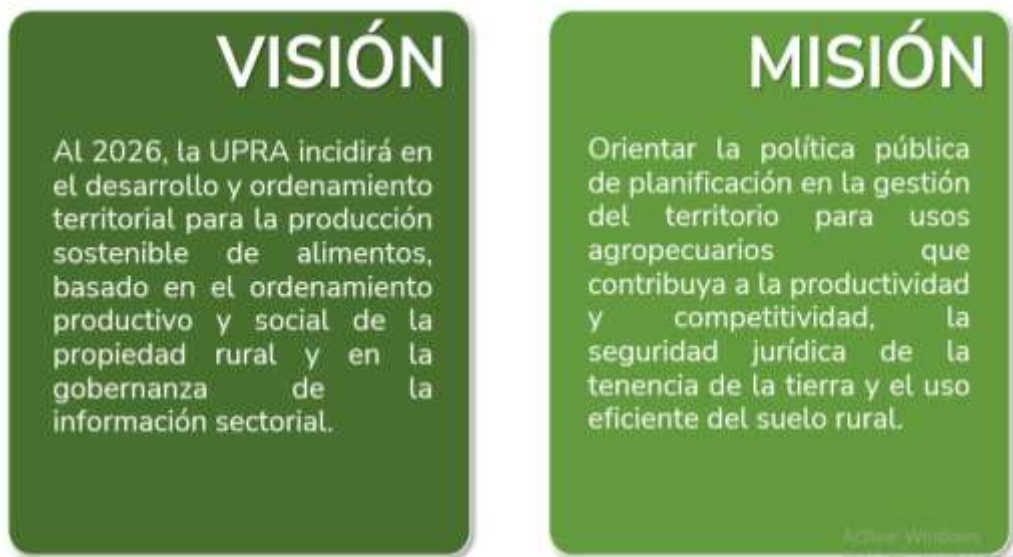 VISIÓN
Al 2026, la UPRA incidirá en
el desarrollo y ordenamiento
territorial para la producción
sostenible de alimentos,
basado en el ordenamiento
productivo y social de la
propiedad rural y en la
gobernanza de la
información sectorial.
MISIÓN
Orientar la política pública
de planificación en la gestión
del territorio para usos
agropecuarios que
contribuya a la productividad
y competitividad, la
seguridad jurídica de la
tenencia de la tierra y el uso
eficiente del suelo rural.
Activar Windows